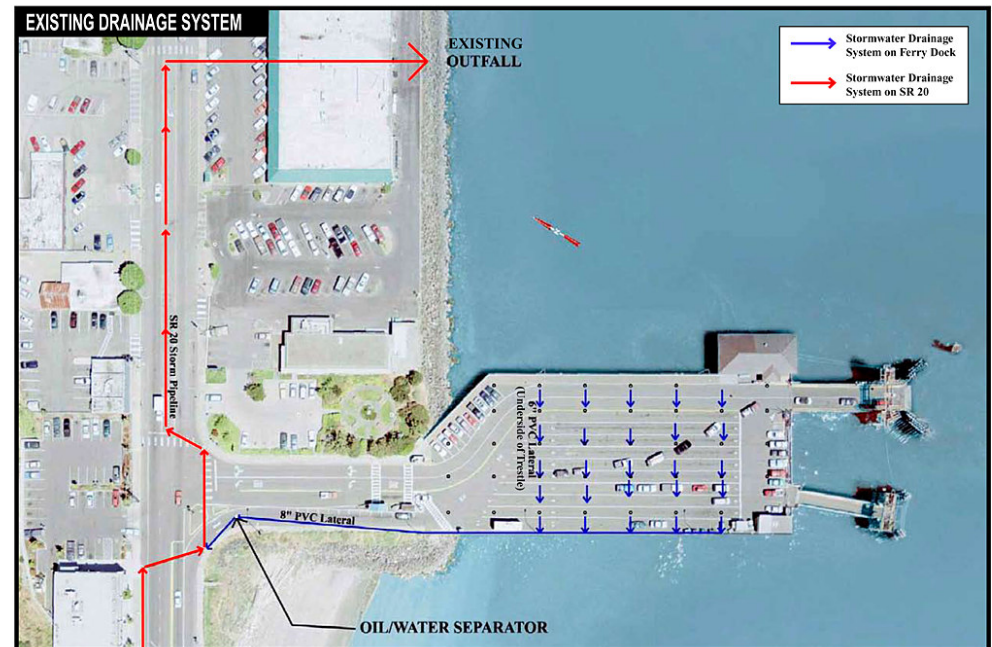 EXISTING DRAINAGE SYSTEM
EXISTING
OUTFALL
Stormwater Drainage
System on Ferry Dock
Stormwater Drainage
System on SR 20
SR 20 Storm Pipeline
6" PVC Lateral
(Underside of Trestle)
8" PVC Lateral
OIL/WATER SEPARATOR